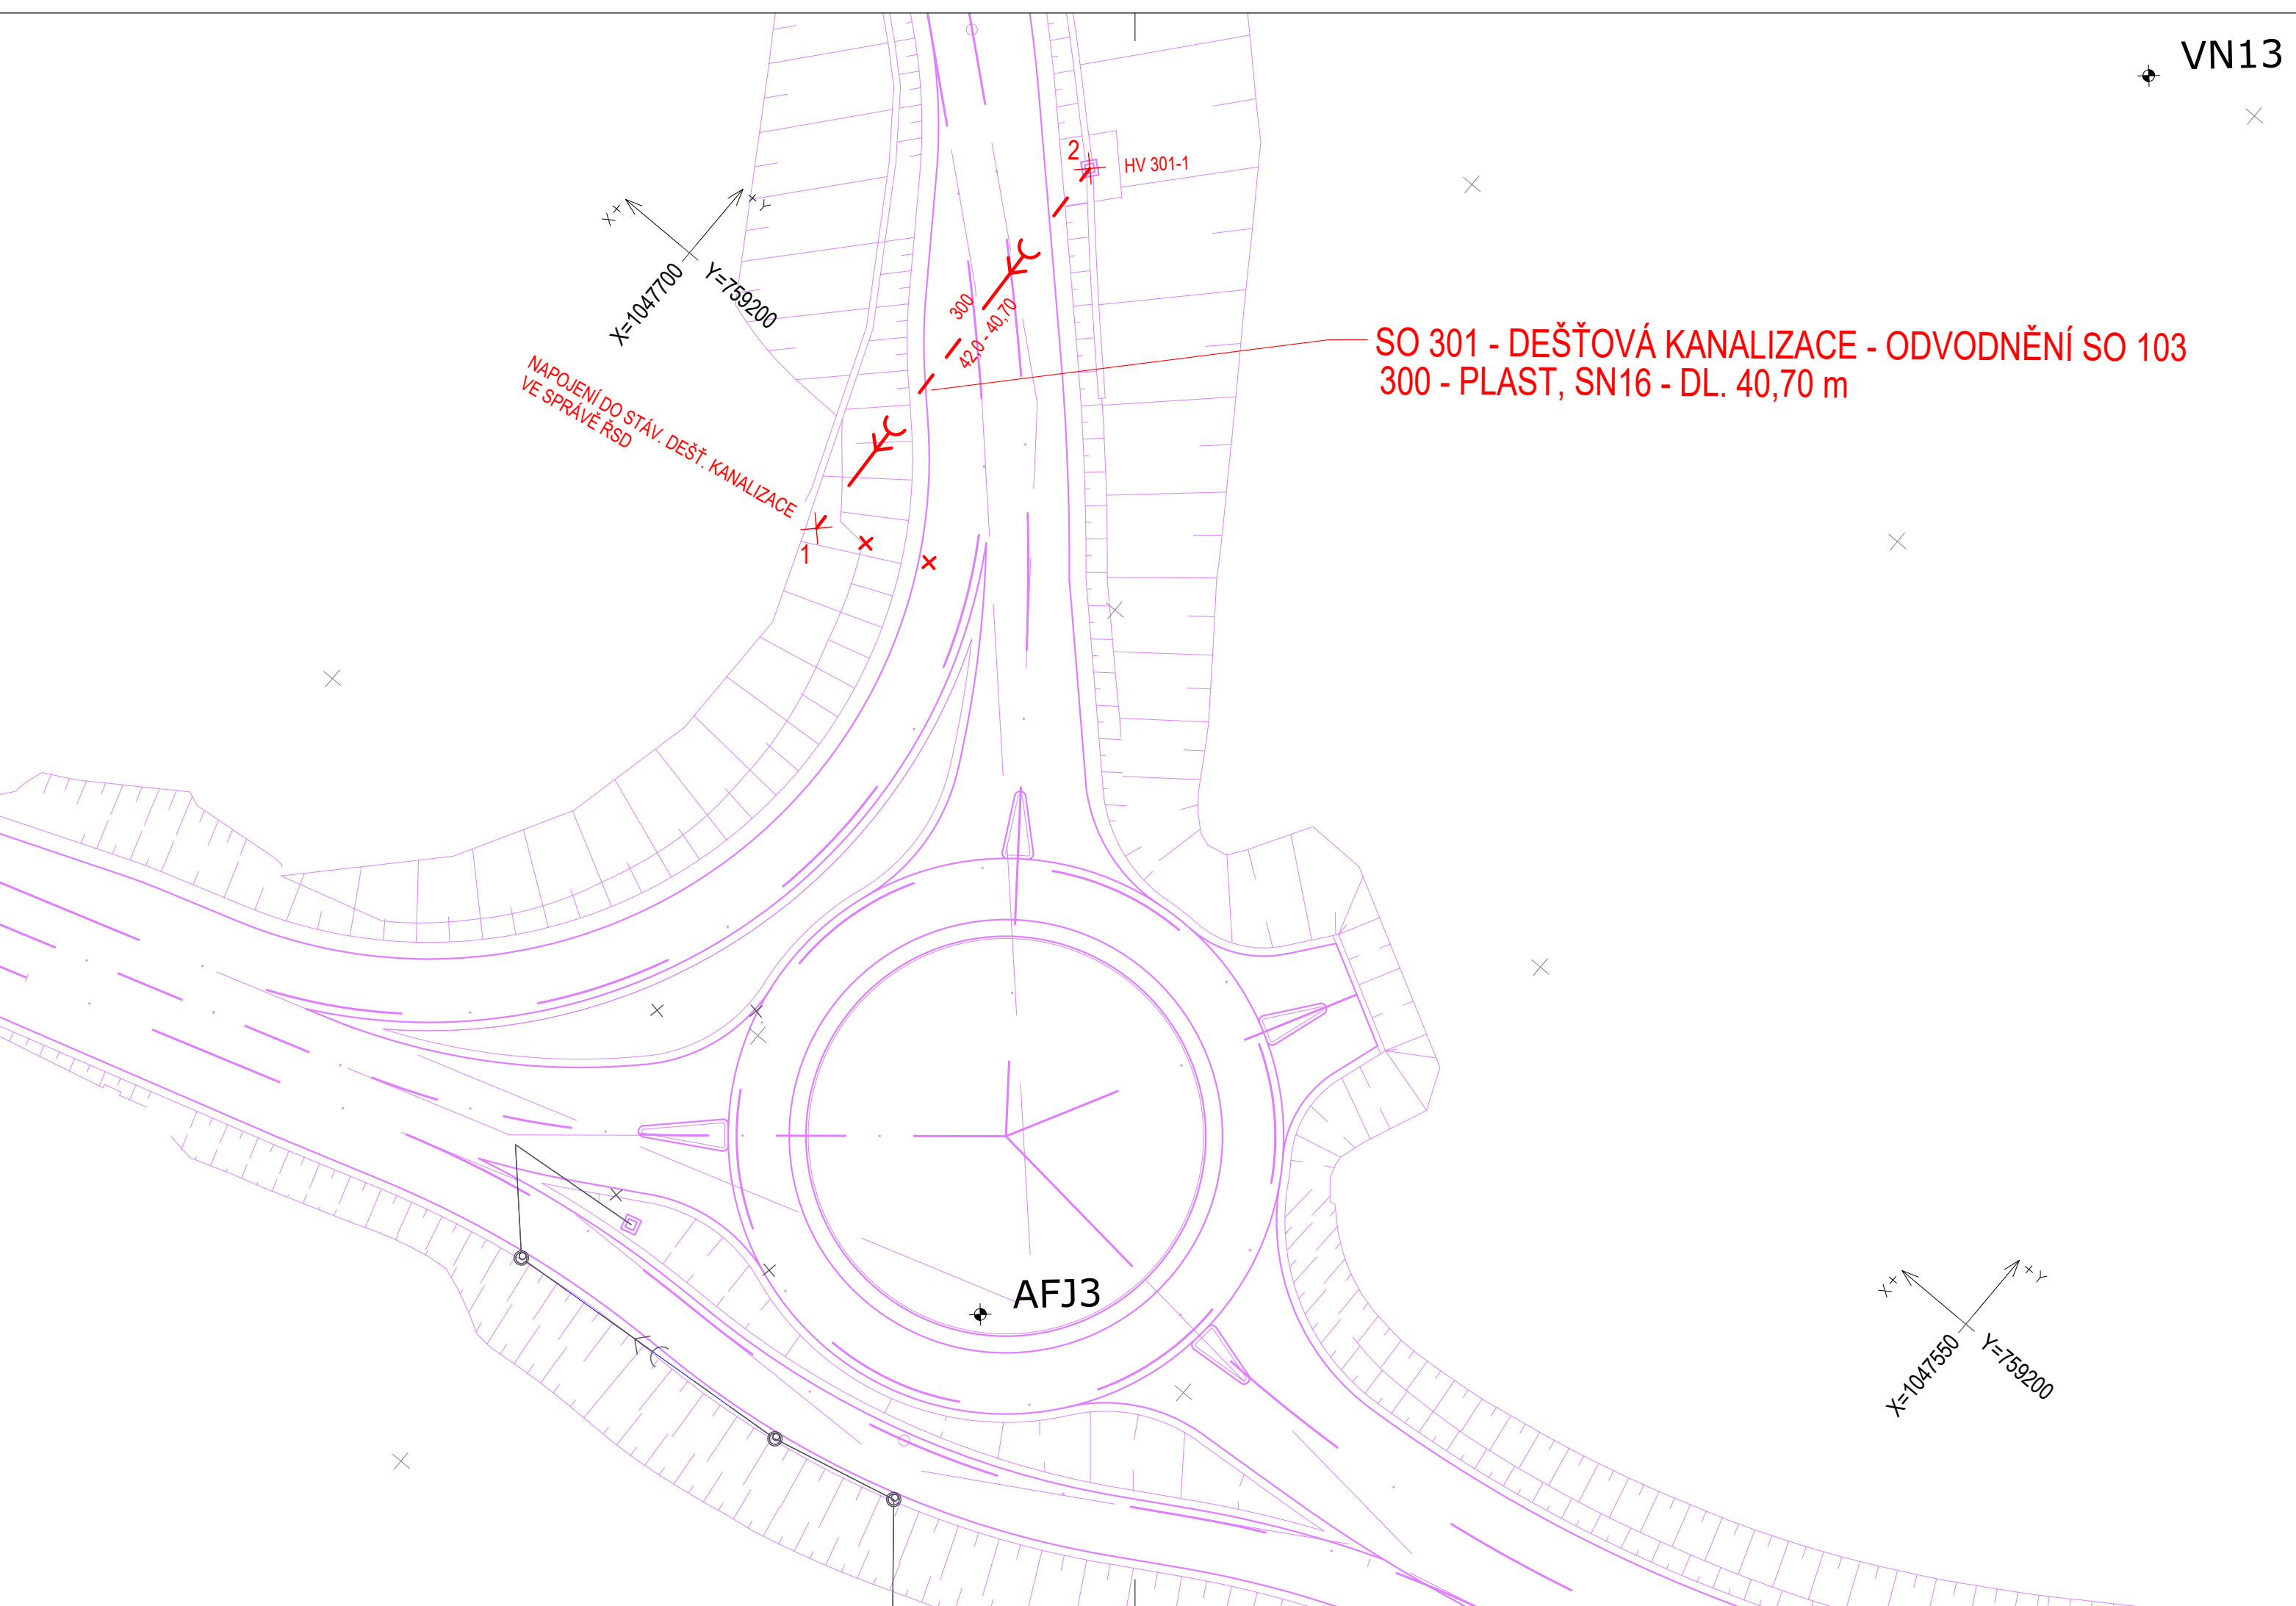 VN13
2
HV 301-1
X+
+Y
X=1047700
Y=759200
300
42,0 - 40,70
SO 301 - DEŠŤOVÁ KANALIZACE - ODVODNĚNÍ SO 103
300 - PLAST, SN16 - DL. 40,70 m
NAPOJENÍ DO STÁV. DEŠŤ. KANALIZACE
VE SPRÁVĚ ŘSD
1
AFJ3
X+
+Y
X=1047550
Y=759200